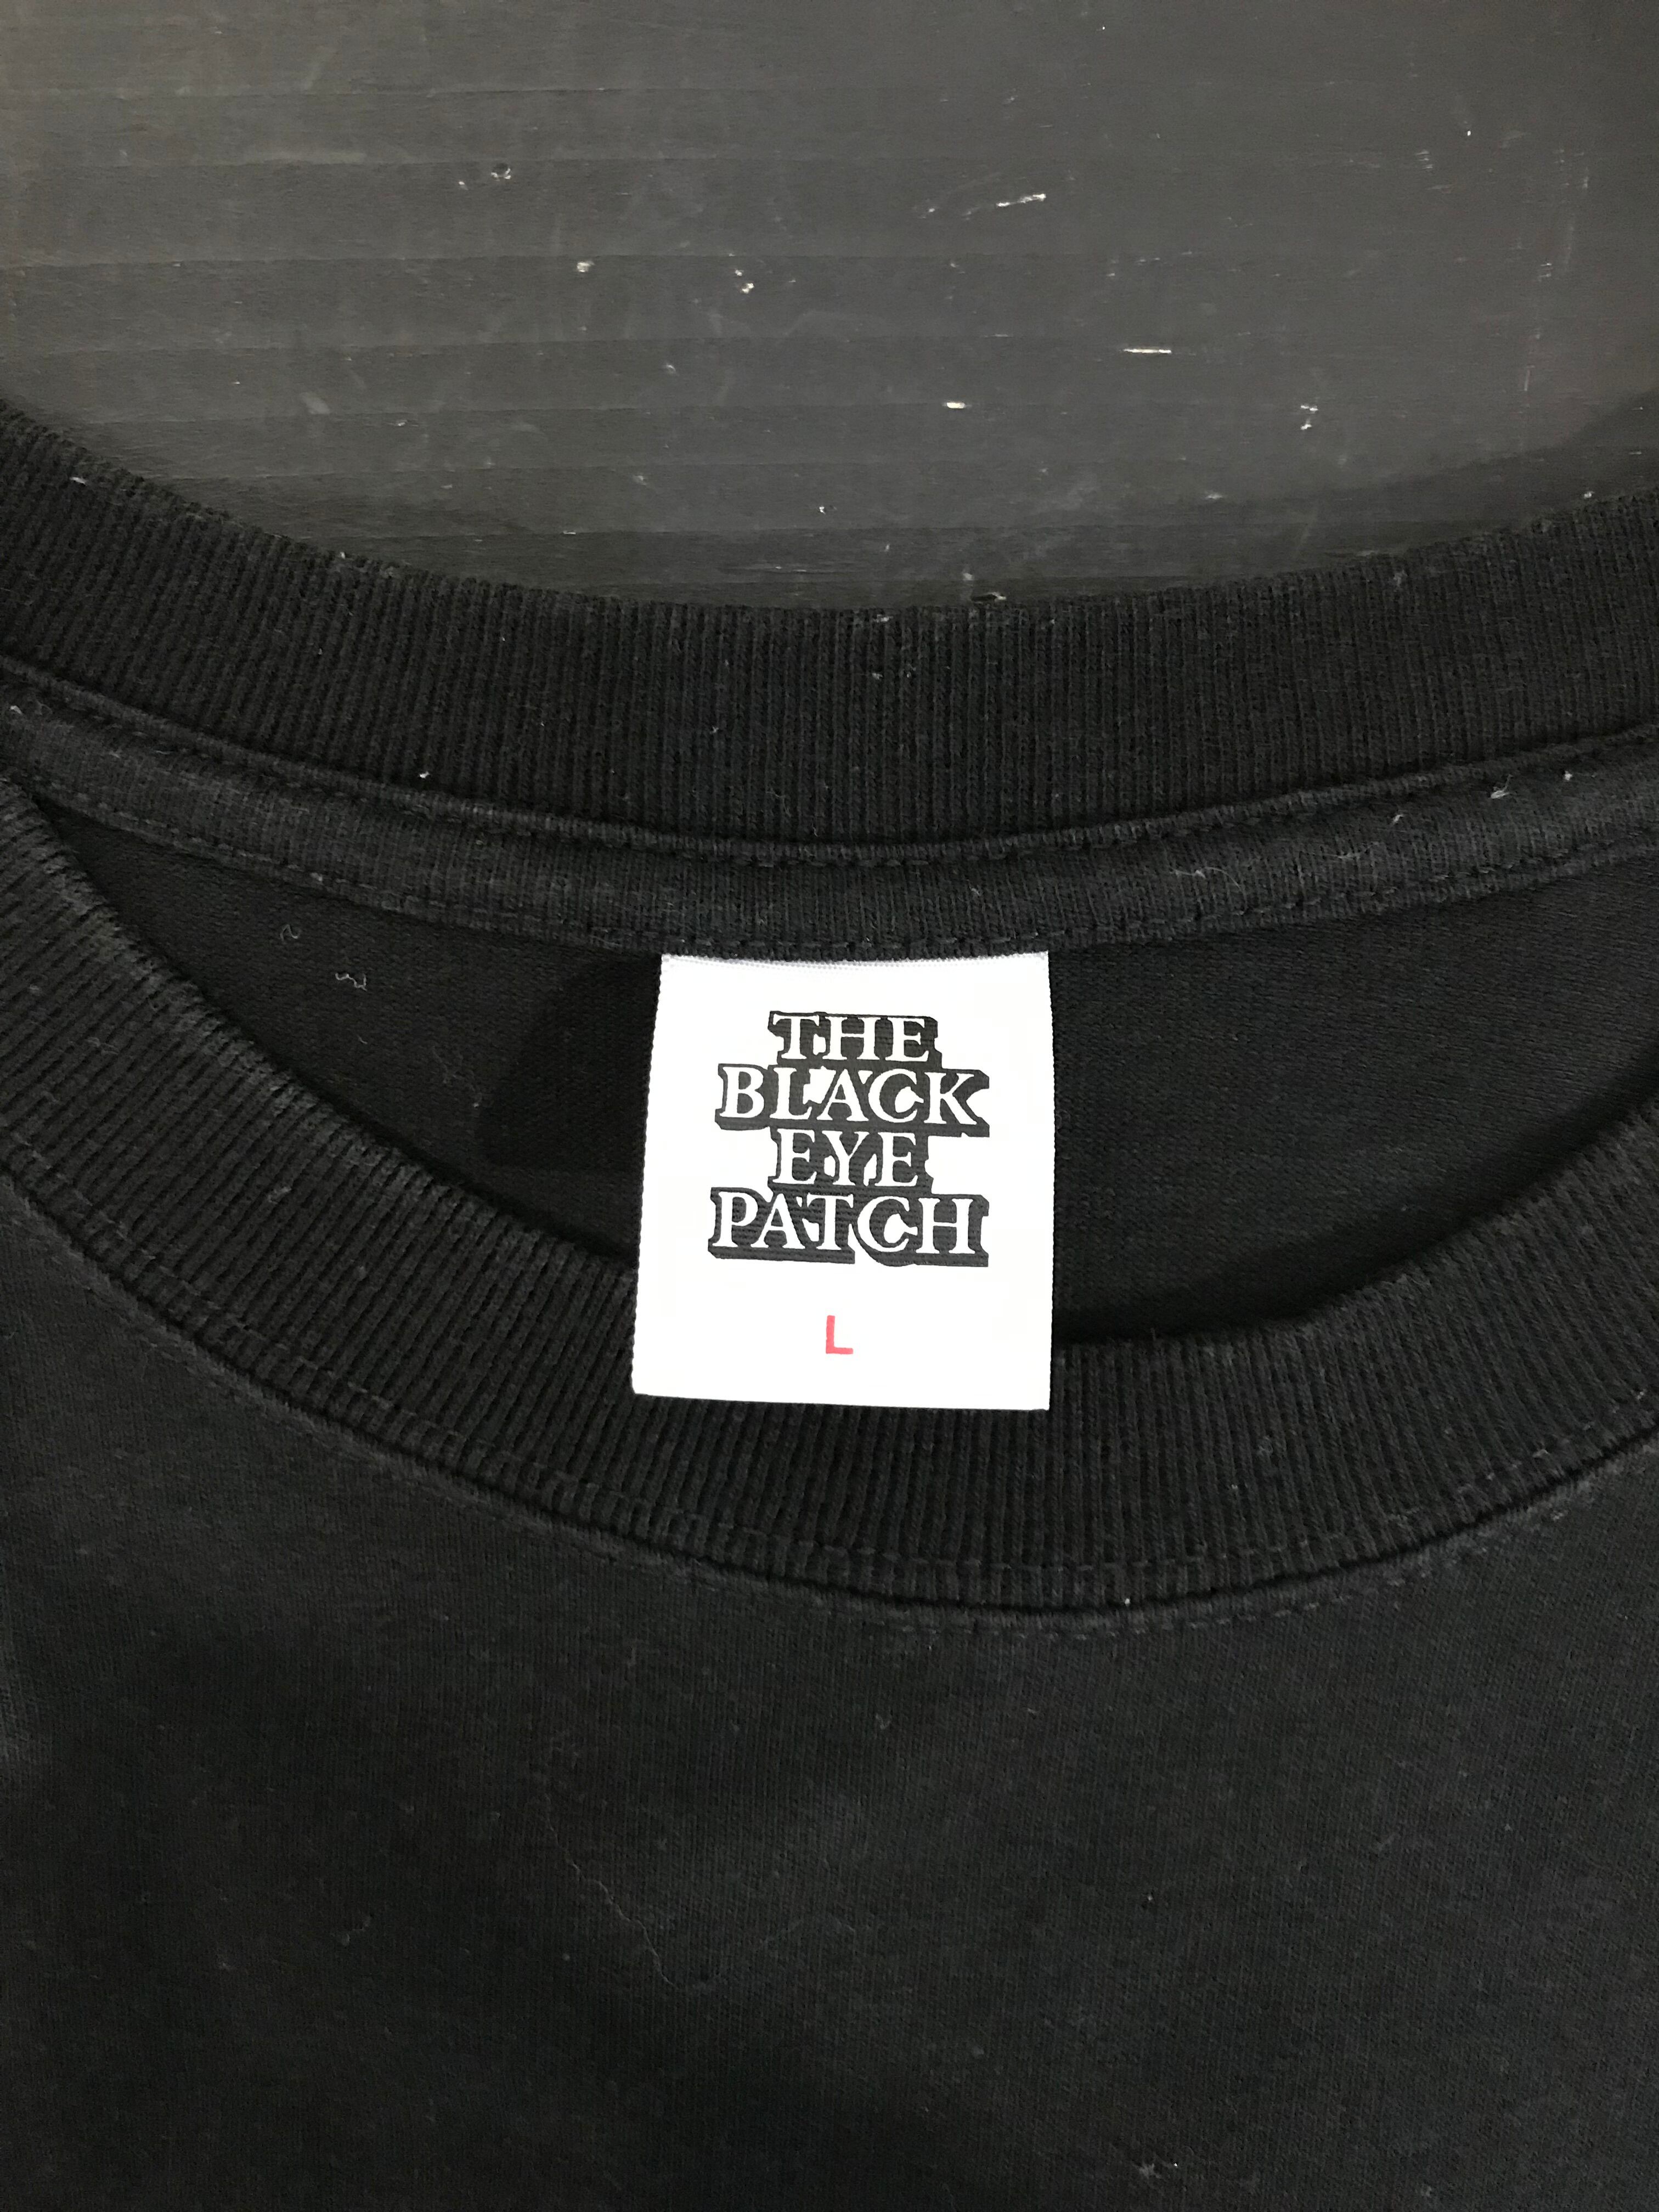 THE
BLACK
EYE
PATCH
L